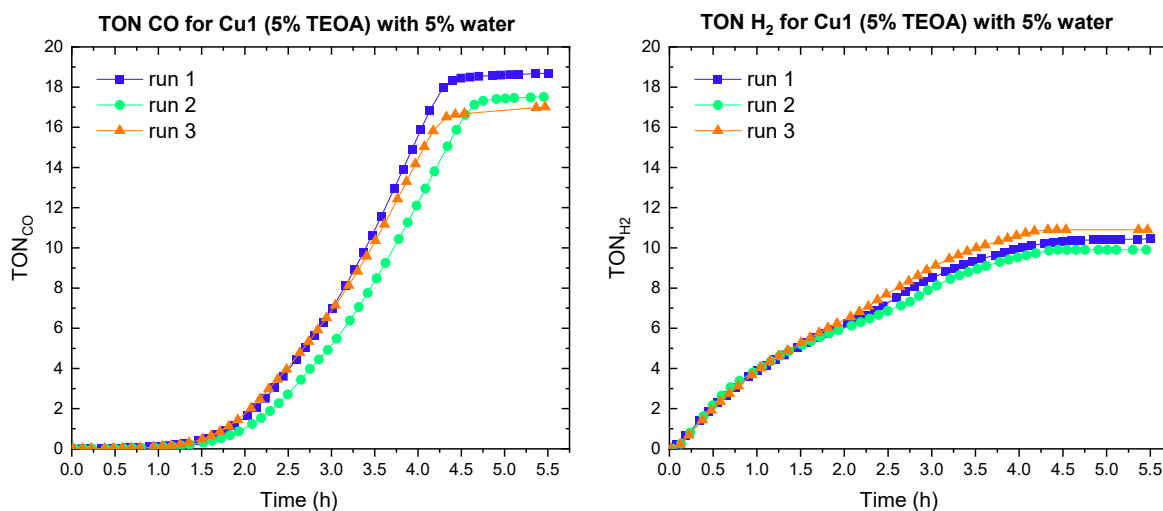 TON CO for Cu1 (5% TEOA) with 5% water
20
18
16
14
12
10
8
6
4
2
0
TON_CO
run 1
run 2
run 3
0.0 0.5 1.0 1.5 2.0 2.5 3.0 3.5 4.0 4.5 5.0 5.5
Time (h)
TON H₂ for Cu1 (5% TEOA) with 5% water
20
18
16
14
12
10
8
6
4
2
0
TON_H2
run 1
run 2
run 3
0.0 0.5 1.0 1.5 2.0 2.5 3.0 3.5 4.0 4.5 5.0 5.5
Time (h)